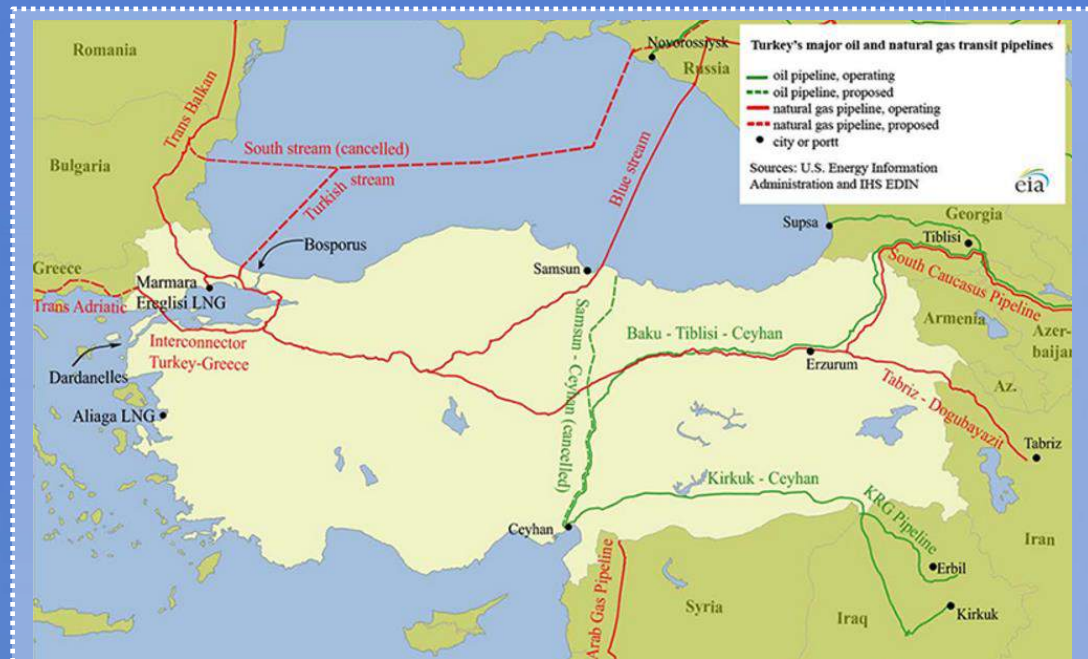 Turkey's major oil and natural gas transit pipelines
oil pipeline, operating
oil pipeline, proposed
natural gas pipeline, operating
natural gas pipeline, proposed
city or portt
Sources: U.S. Energy Information
Administration and IHS EDIN
eia
Romania
Novorossiysk
Russia
Trans Balkan
Bulgaria
South stream (cancelled)
Turkish stream
Blue stream
Georgia
Supsa
Tiblisi
South Caucasus Pipeline
Bosporus
Samsun
Greece
Marmara
Ereglisi LNG
Trans Adriatic
Interconnector
Turkey-Greece
Dardanelles
Aliaga LNG
Samsun - Ceyhan (cancelled)
Baku - Tiblisi - Ceyhan
Erzurum
Armenia
Azer-
baijan
Az.
Tabriz - Dogubayazit
Tabriz
Kirkuk - Ceyhan
Ceyhan
KRG Pipeline
Iran
Erbil
Kirkuk
Arab Gas Pipeline
Syria
Iraq